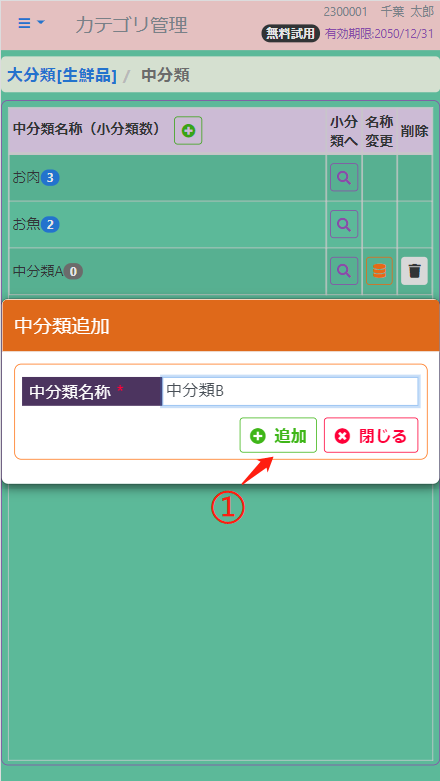 2300001 千葉 太郎
カテゴリ管理
無料試用 有効期限:2050/12/31
大分類[生鮮品] / 中分類
中分類名称（小分類数） 小分類へ 名称変更 削除
お肉 3
お魚 2
中分類A 0
中分類追加
中分類名称 * 中分類B
追加 閉じる
①